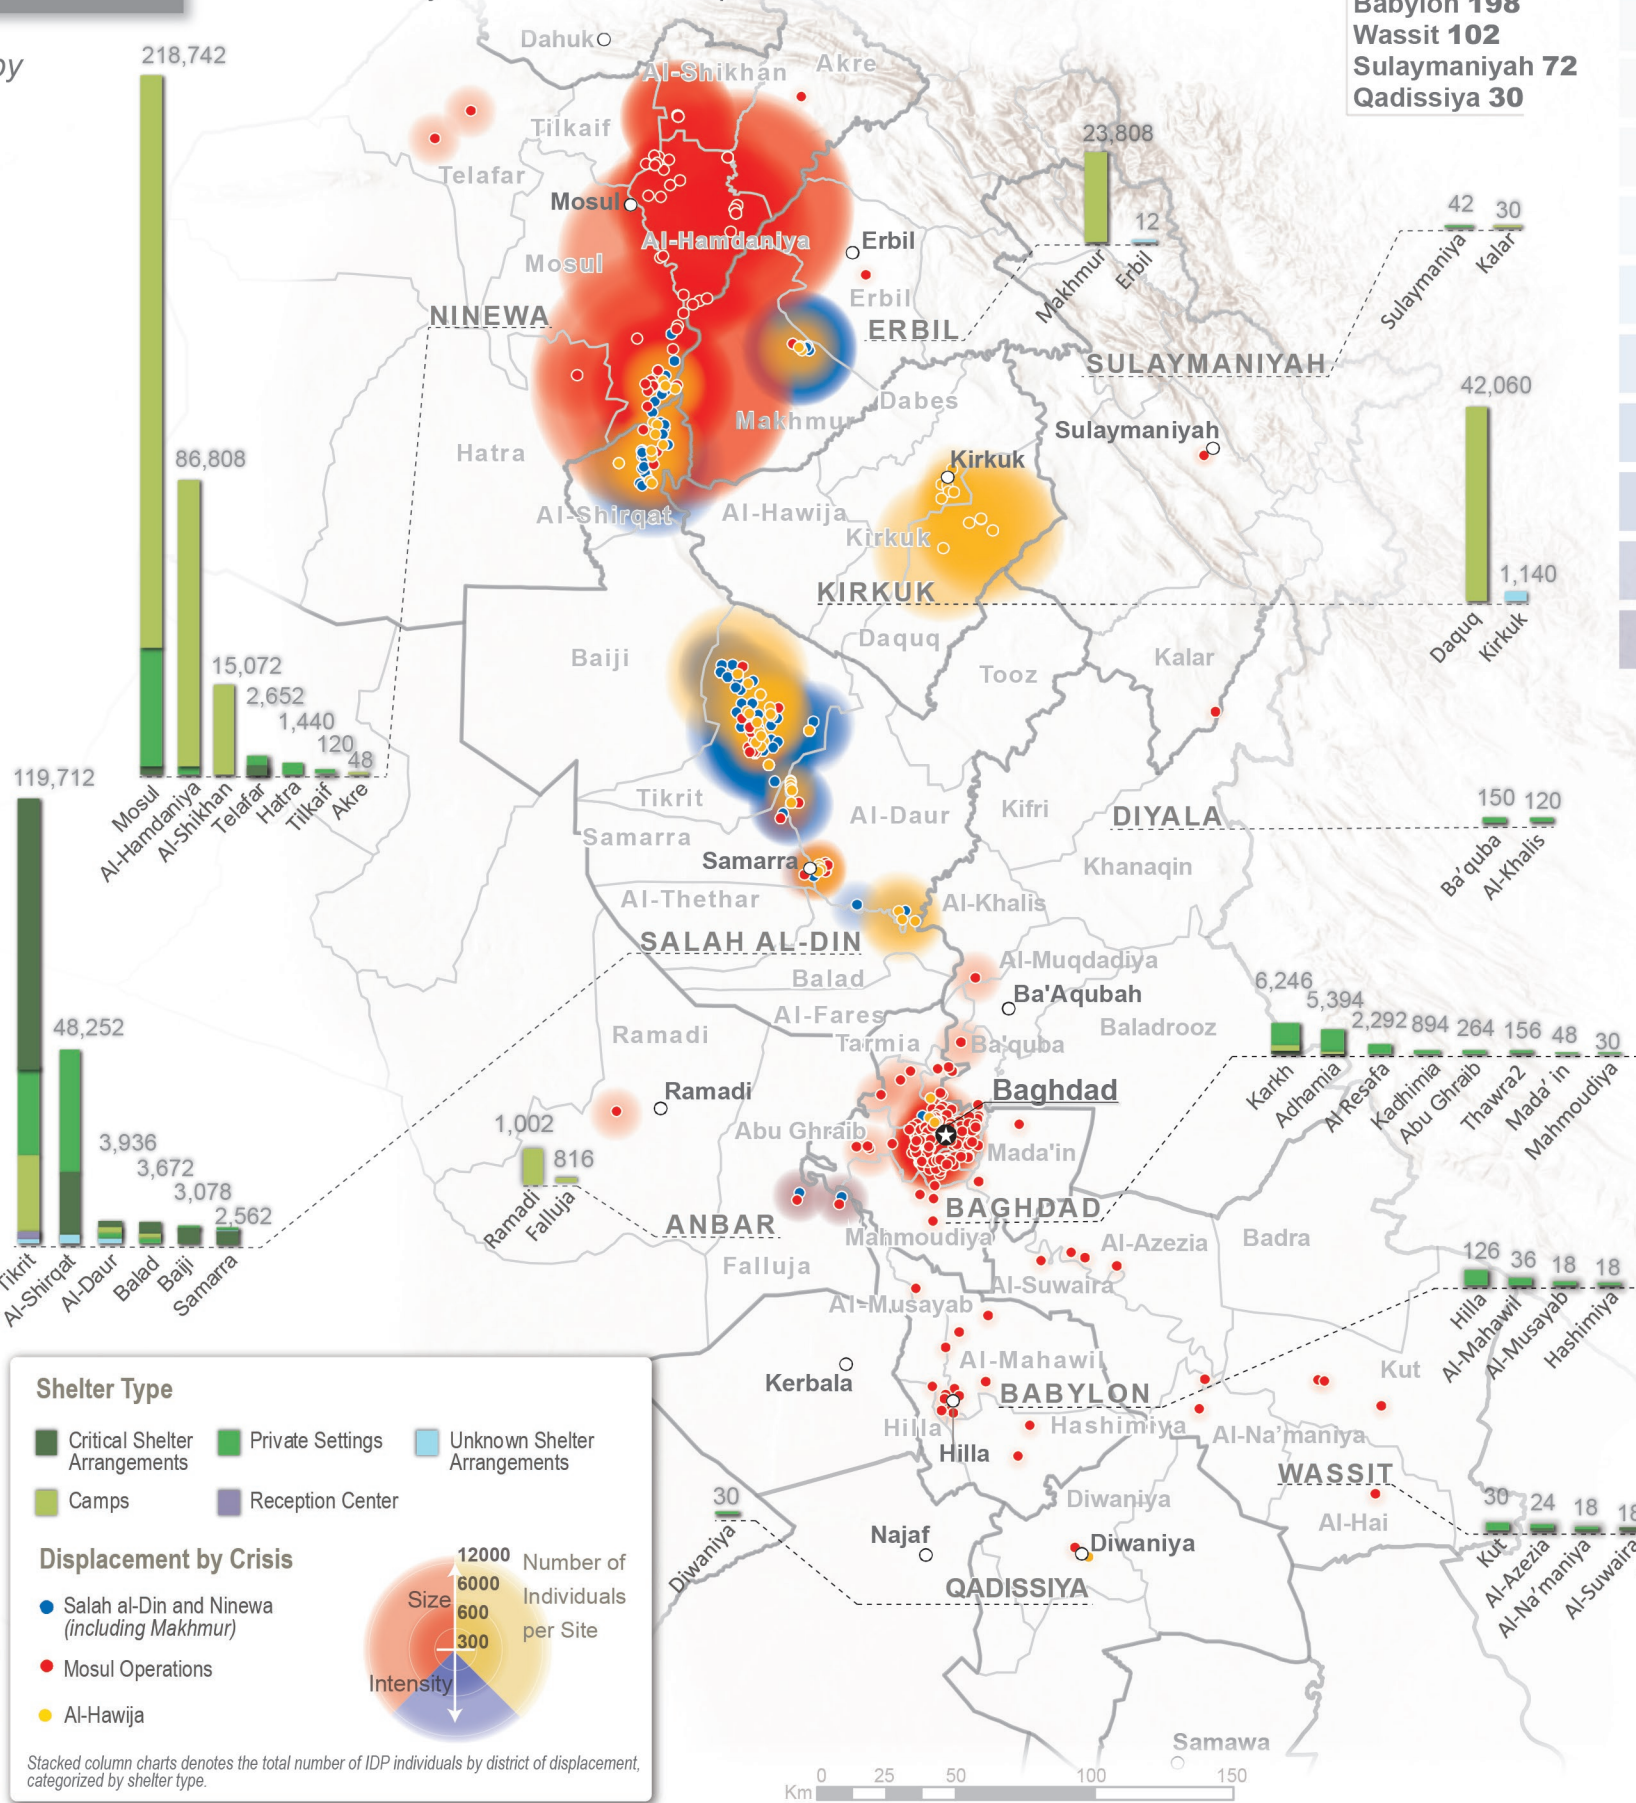 by
Babylon 198
Wassit 102
Sulaymaniyah 72
Qadissiya 30
218,742
86,808
15,072
2,652
1,440
120
48
Mosul
Al-Hamdaniya
Al-Shikhan
Telafar
Hatra
Tilkaif
Akre
119,712
48,252
3,936
3,672
3,078
2,562
Tikrit
Al-Shirqat
Al-Daur
Balad
Baiji
Samarra
23,808
12
Makhmur
Erbil
42
30
Sulaymaniya
Kalar
42,060
1,140
Daquq
Kirkuk
150
120
Ba'quba
Al-Khalis
6,246
5,394
2,292
894
264
156
48
30
Karkh
Adhamia
Al Resafa
Kadhimia
Abu Ghraib
Thawra2
Mada' in
Mahmoudiya
1,002
816
Ramadi
Falluja
126
36
18
18
Hilla
Al-Mahawil
Al-Musayab
Hashimiya
30
24
18
18
Kut
Al-Azezia
Al-Na'maniya
Al-Suwaira
30
Diwaniya
Dahuk
Al-Shikhan
Akre
Tilkaif
Telafar
Mosul
Al-Hamdaniya
Erbil
Mosul
Erbil
NINEWA
ERBIL
SULAYMANIYAH
Dabes
Makhmur
Sulaymaniyah
Hatra
Kirkuk
Al-Shirqat
Al-Hawija
Kirkuk
KIRKUK
Daquq
Baiji
Tooz
Kalar
Tikrit
Al-Daur
Kifri
DIYALA
Samarra
Samarra
Khanaqin
Al-Thethar
Al-Khalis
SALAH AL-DIN
Al-Muqdadiya
Balad
Ba'Aqubah
Al-Fares
Baladrooz
Ramadi
Tarmia
Ba'quba
Ramadi
Baghdad
Abu Ghraib
Mada'in
BAGHDAD
ANBAR
Mahmoudiya
Al-Azezia
Badra
Falluja
Al-Suwaira
Al-Musayab
Al-Mahawil
Kut
Kerbala
BABYLON
Hilla
Hashimiya
Al-Na'maniya
Hilla
WASSIT
Diwaniya
Al-Hai
Najaf
Diwaniya
QADISSIYA
Samawa
Km
0 25 50 100 150
Shelter Type
Critical Shelter
Arrangements
Private Settings
Unknown Shelter
Arrangements
Camps
Reception Center
Displacement by Crisis
Salah al-Din and Ninewa
(including Makhmur)
Mosul Operations
Al-Hawija
Size
Intensity
12000
6000
600
300
Number of
Individuals
per Site
Stacked column charts denotes the total number of IDP individuals by district of displacement,
categorized by shelter type.